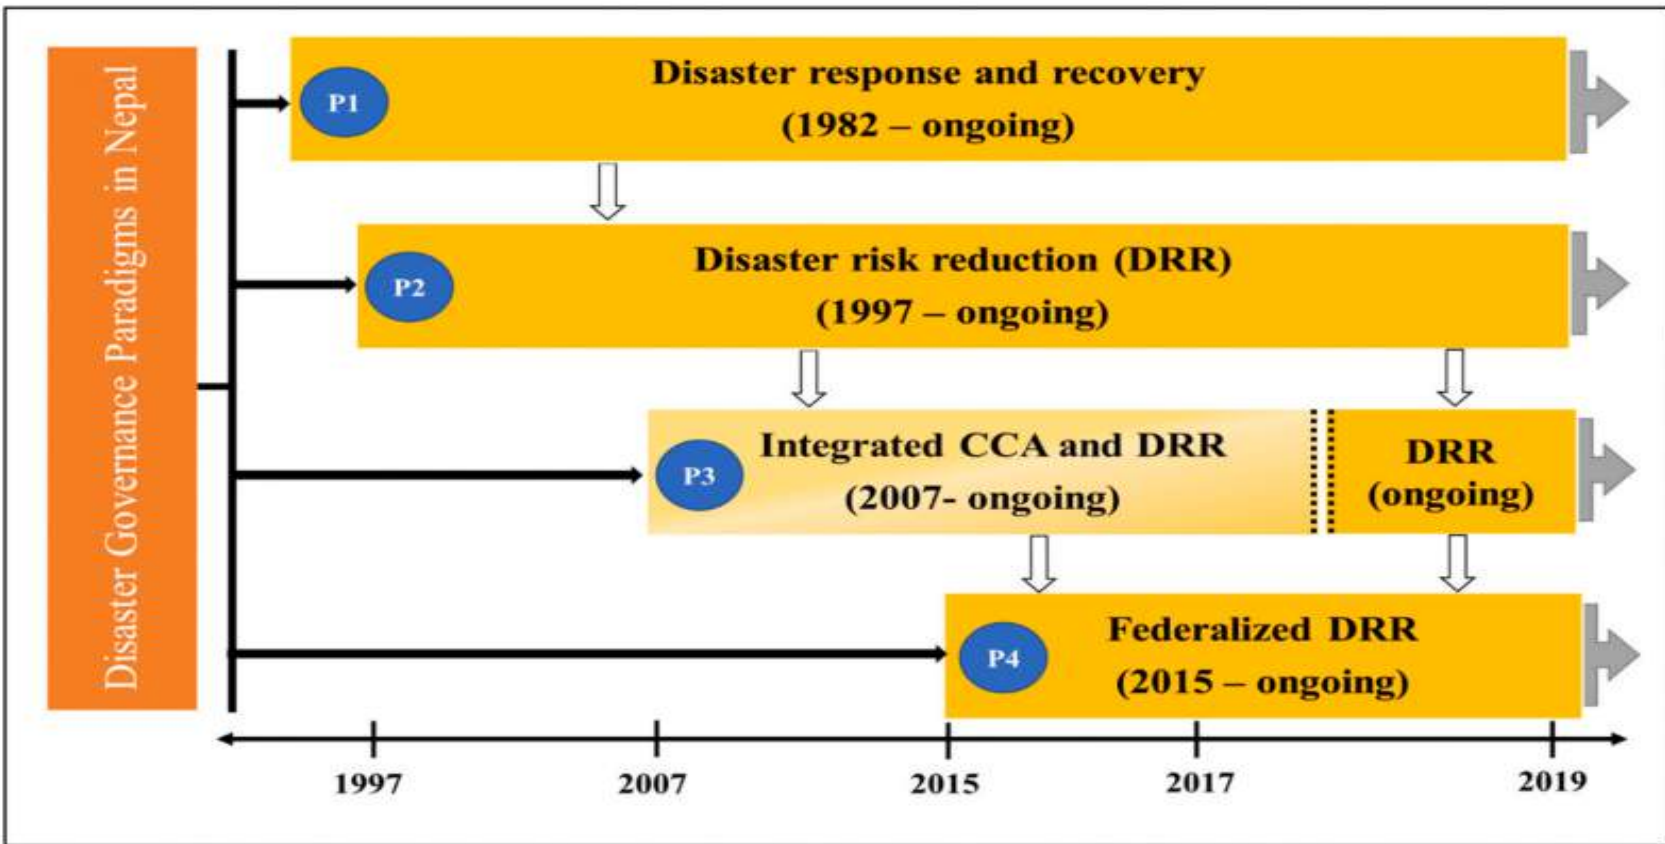 Disaster Governance Paradigms in Nepal
P1
Disaster response and recovery
(1982 – ongoing)
P2
Disaster risk reduction (DRR)
(1997 – ongoing)
P3
Integrated CCA and DRR
(2007- ongoing)
DRR
(ongoing)
P4
Federalized DRR
(2015 – ongoing)
1997
2007
2015
2017
2019